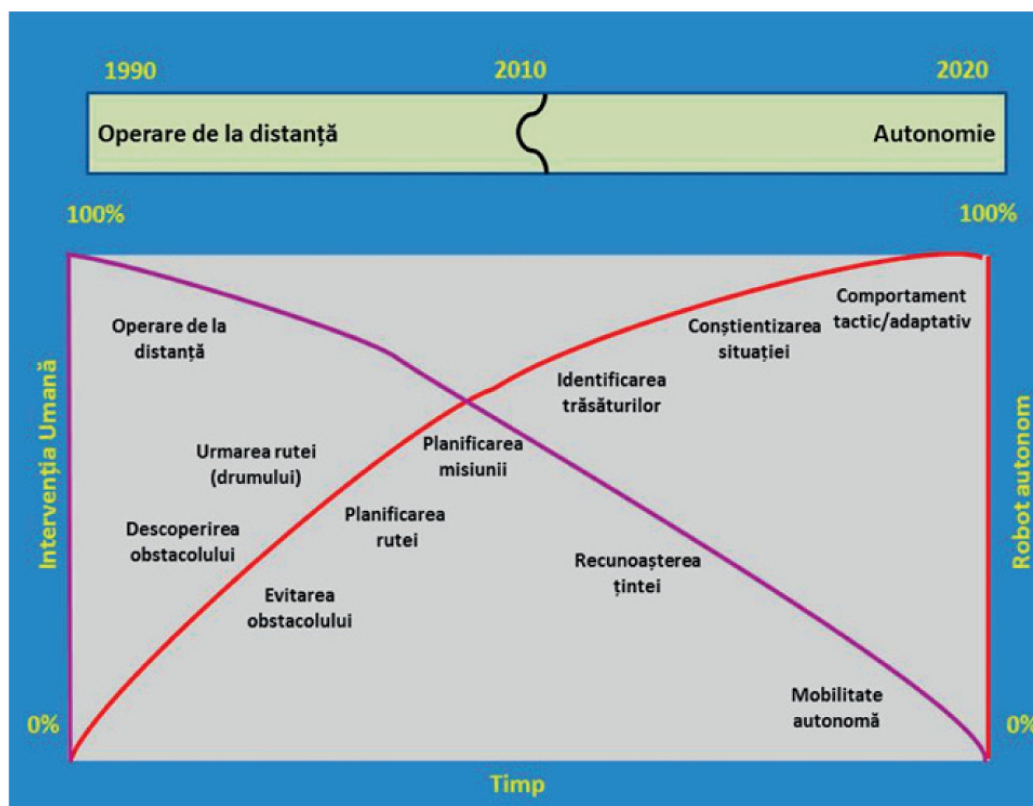 1990 2010 2020
Operare de la distanță Autonomie
100% 100%
Operare de la
distanță
Urmarea rutei
(drumului)
Descoperirea
obstacolului
Evitarea
obstacolului
Planificarea
rutei
Planificarea
misiunii
Identificarea
trăsăturilor
Conștientizarea
situației
Comportament
tactic/adaptativ
Recunoașterea
țintei
Mobilitate
autonomă
Intervenția Umană
Robot autonom
0% 0%
Timp